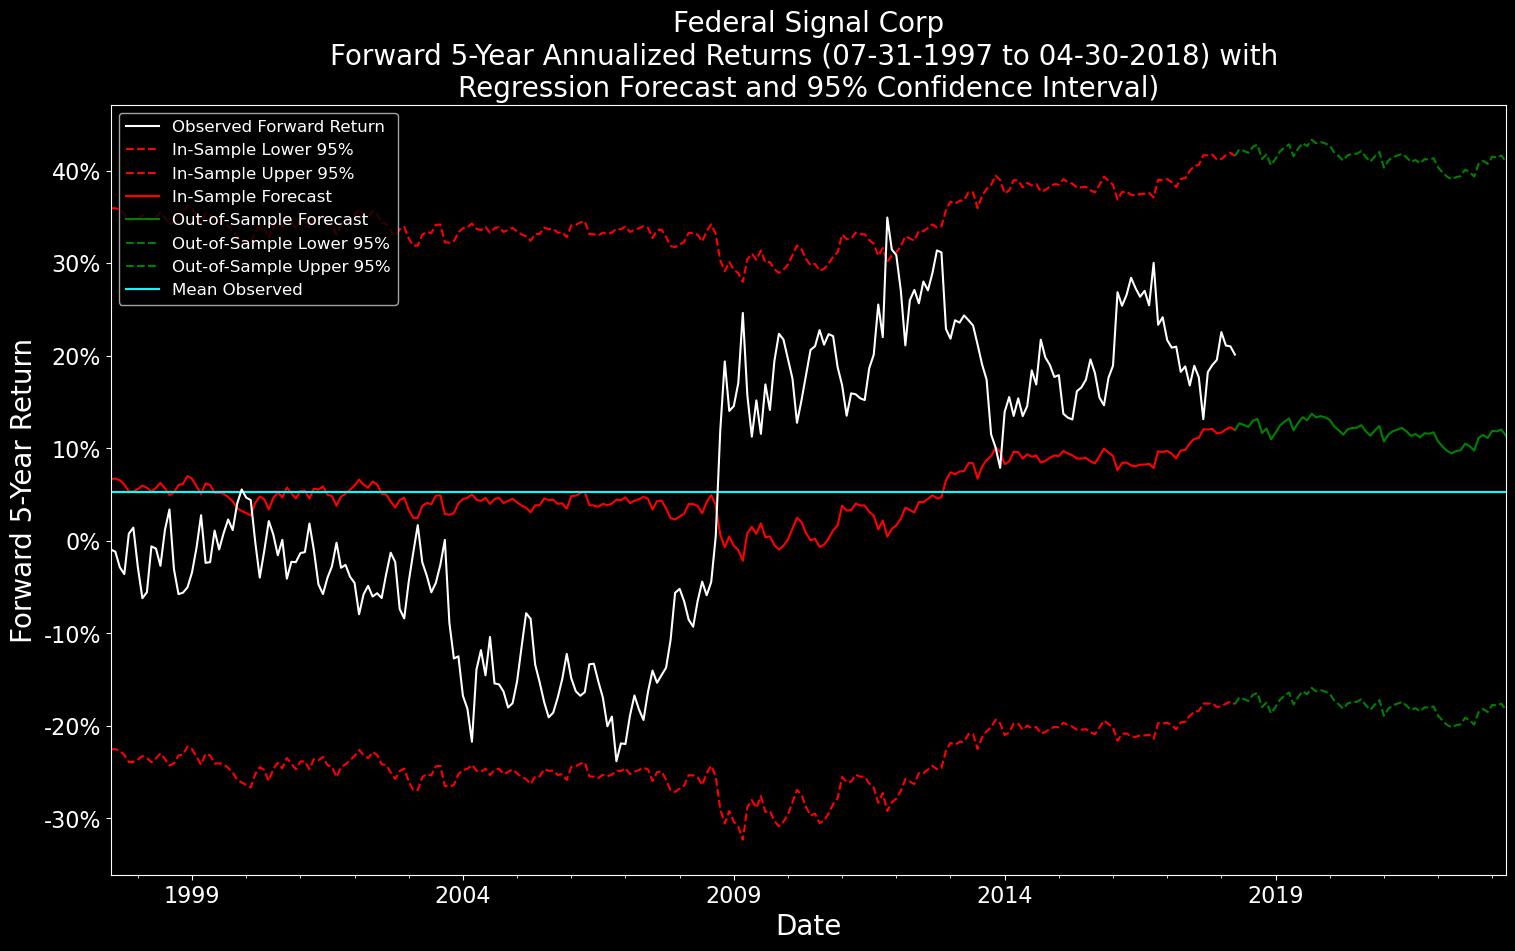 Federal Signal Corp
Forward 5-Year Annualized Returns (07-31-1997 to 04-30-2018) with
Regression Forecast and 95% Confidence Interval)
Observed Forward Return
In-Sample Lower 95%
In-Sample Upper 95%
In-Sample Forecast
Out-of-Sample Forecast
Out-of-Sample Lower 95%
Out-of-Sample Upper 95%
Mean Observed
Forward 5-Year Return
40%
30%
20%
10%
0%
-10%
-20%
-30%
1999
2004
2009
2014
2019
Date